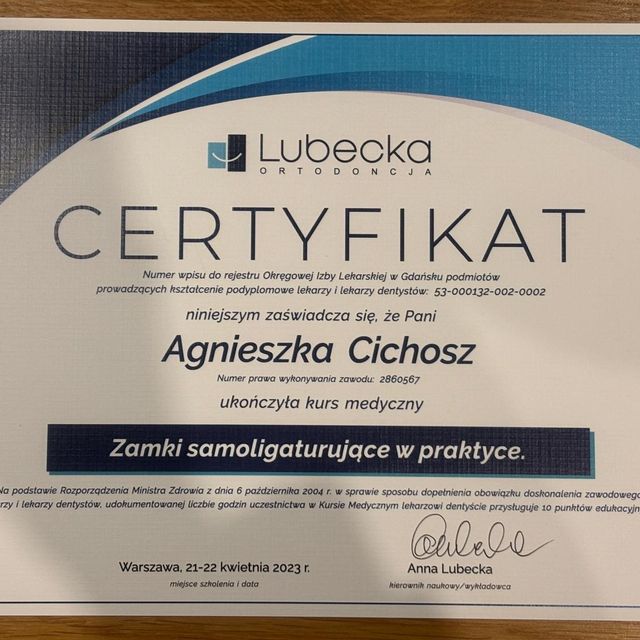 Lubecka
ORTODONCJA
CERTYFIKAT
Numer wpisu do rejestru Okręgowej Izby Lekarskiej w Gdańsku podmiotów
prowadzących kształcenie podyplomowe lekarzy i lekarzy dentystów: 53-000132-002-0002
niniejszym zaświadcza się, że Pani
Agnieszka Cichosz
Numer prawa wykonywania zawodu: 2860567
ukończyła kurs medyczny
Zamki samoligaturujące w praktyce.
Na podstawie Rozporządzenia Ministra Zdrowia z dnia 6 października 2004 r. w sprawie sposobu dopełnienia obowiązku doskonalenia zawodowego
i lekarzy dentystów, udokumentowanej liczbie godzin uczestnictwa w Kursie Medycznym lekarzowi dentyście przysługuje 10 punktów
Warszawa, 21-22 kwietnia 2023 r.
miejsce szkolenia i data
Anna Lubecka
kierownik naukowy/wykładowca